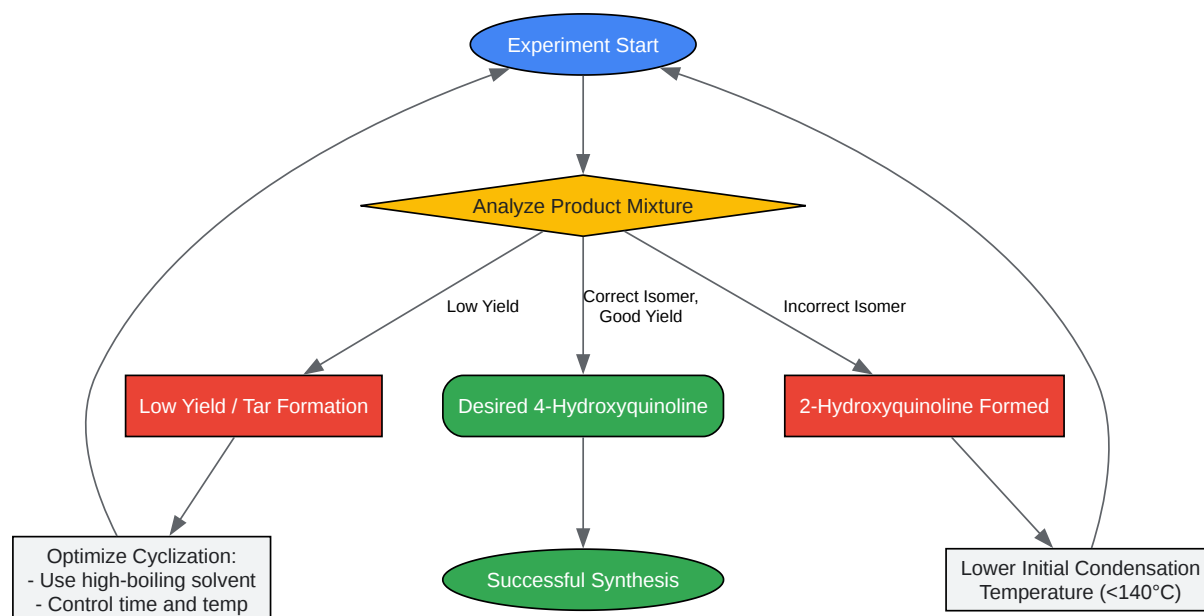 Experiment Start
Analyze Product Mixture
Low Yield
Correct Isomer,
Good Yield
Incorrect Isomer
Low Yield / Tar Formation
Desired 4-Hydroxyquinoline
2-Hydroxyquinoline Formed
Optimize Cyclization:
- Use high-boiling solvent
- Control time and temp
Successful Synthesis
Lower Initial Condensation
Temperature (<140°C)